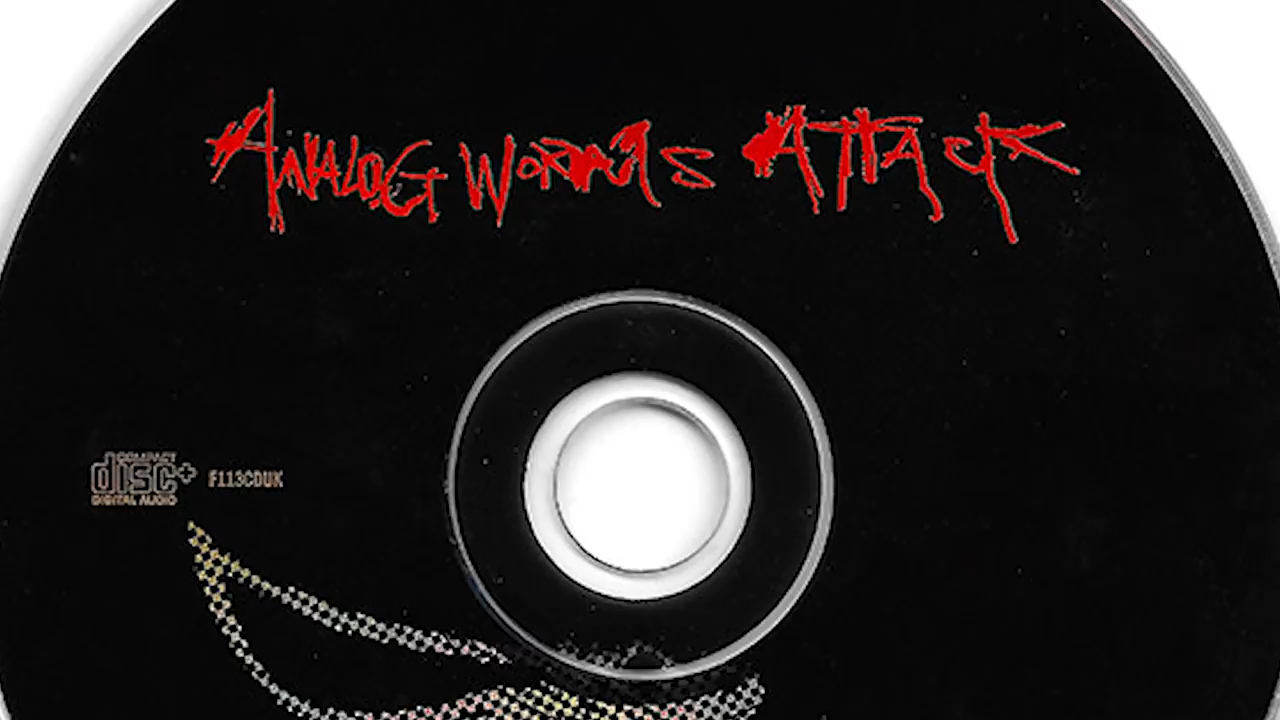 ANALOG WORMS ATTACK
COMPACT
disc+
DIGITAL AUDIO
F113CDUK